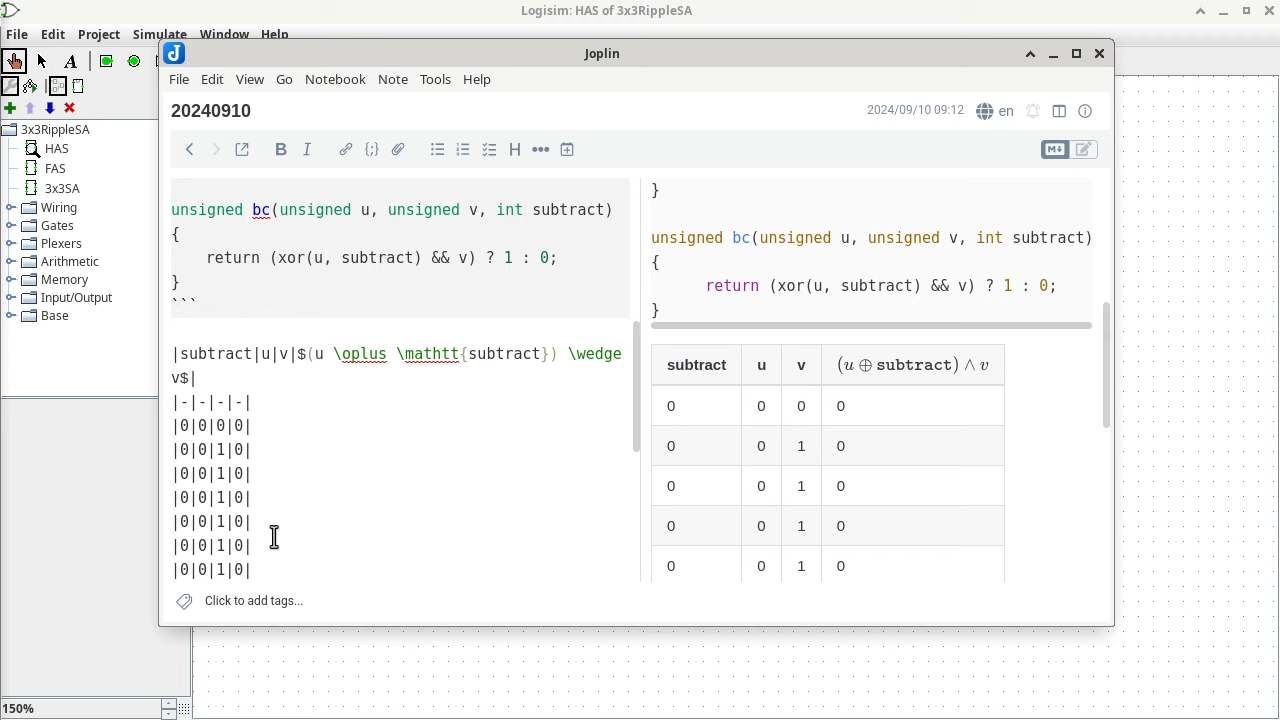 Logisim: HAS of 3x3RippleSA
File Edit Project Simulate Window Help
A
3x3RippleSA
HAS
FAS
3x3SA
Wiring
Gates
Plexers
Arithmetic
Memory
Input/Output
Base
150%
Joplin
File Edit View Go Notebook Note Tools Help
20240910
2024/09/10 09:12 en
B I H M
unsigned bc(unsigned u, unsigned v, int subtract)
{
return (xor(u, subtract) && v) ? 1 : 0;
}
```
|subtract|u|v|$(u \oplus \mathtt{subtract}) \wedge
v$|
|-|-|-|-|
|0|0|0|0|
|0|0|1|0|
|0|0|1|0|
|0|0|1|0|
|0|0|1|0|
|0|0|1|0|
|0|0|1|0|
}
unsigned bc(unsigned u, unsigned v, int subtract)
{
return (xor(u, subtract) && v) ? 1 : 0;
}
subtract u v (u ⊕ subtract) ∧ v
0 0 0 0
0 0 1 0
0 0 1 0
0 0 1 0
0 0 1 0
Click to add tags...